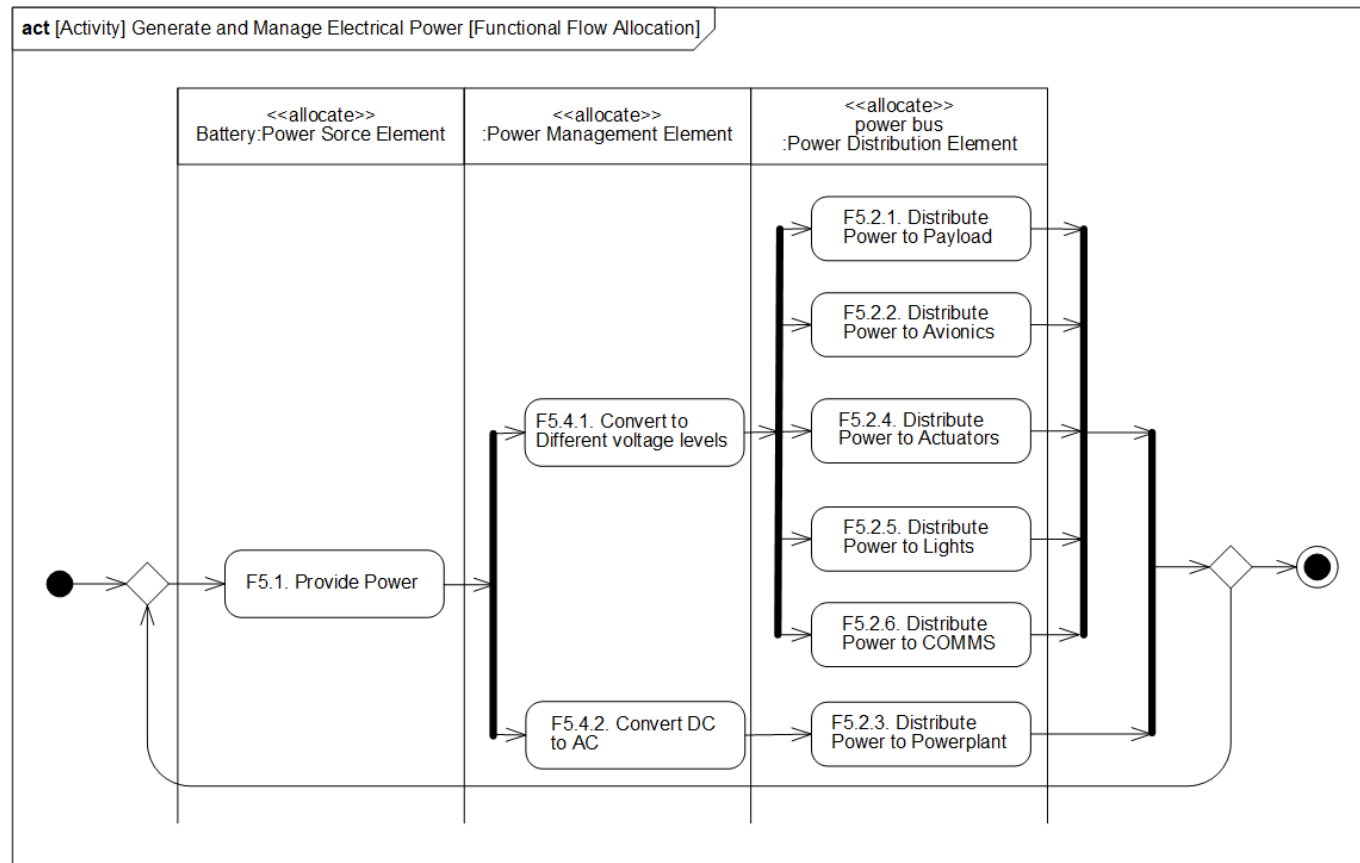 act [Activity] Generate and Manage Electrical Power [Functional Flow Allocation]
<<allocate>>
Battery:Power Sorce Element
<<allocate>>
:Power Management Element
<<allocate>>
power bus
:Power Distribution Element
F5.2.1. Distribute
Power to Payload
F5.2.2. Distribute
Power to Avionics
F5.4.1. Convert to
Different voltage levels
F5.2.4. Distribute
Power to Actuators
F5.2.5. Distribute
Power to Lights
F5.1. Provide Power
F5.2.6. Distribute
Power to COMMS
F5.4.2. Convert DC
to AC
F5.2.3. Distribute
Power to Powerplant